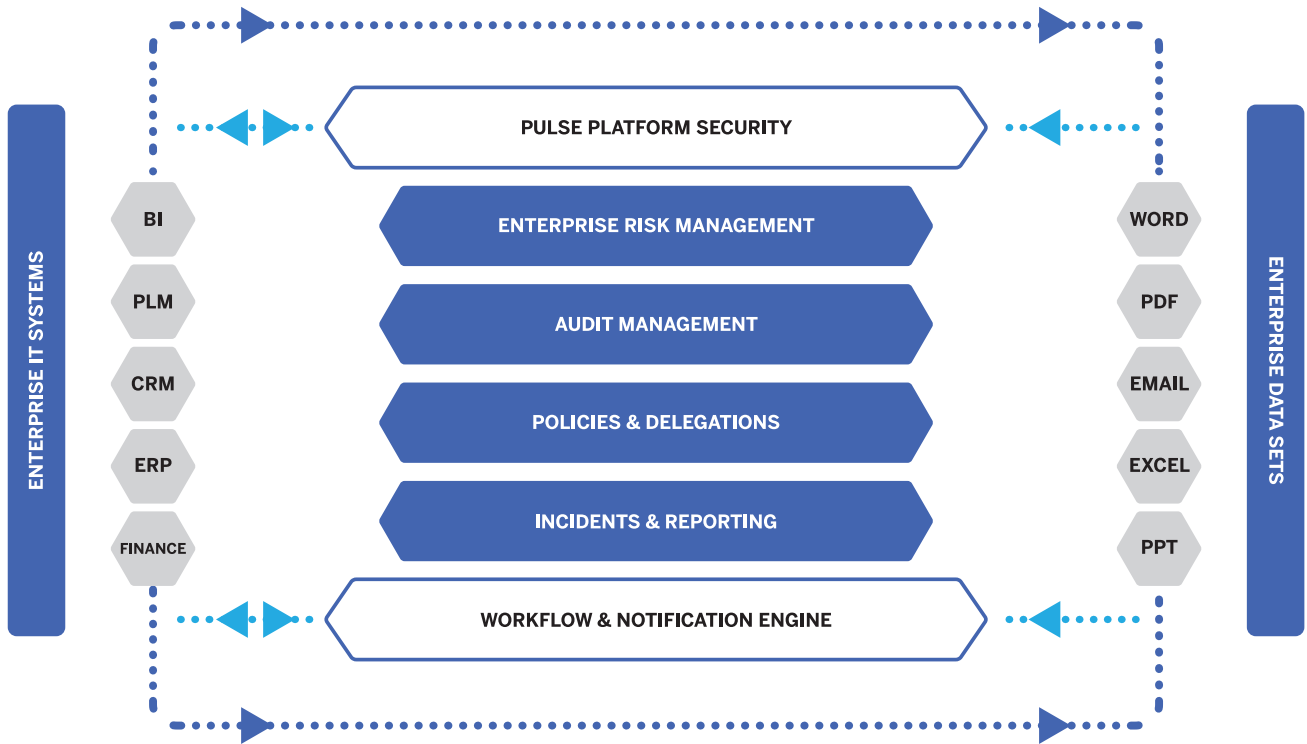 ENTERPRISE IT SYSTEMS
BI
PLM
CRM
ERP
FINANCE
PULSE PLATFORM SECURITY
ENTERPRISE RISK MANAGEMENT
AUDIT MANAGEMENT
POLICIES & DELEGATIONS
INCIDENTS & REPORTING
WORKFLOW & NOTIFICATION ENGINE
WORD
PDF
EMAIL
EXCEL
PPT
ENTERPRISE DATA SETS